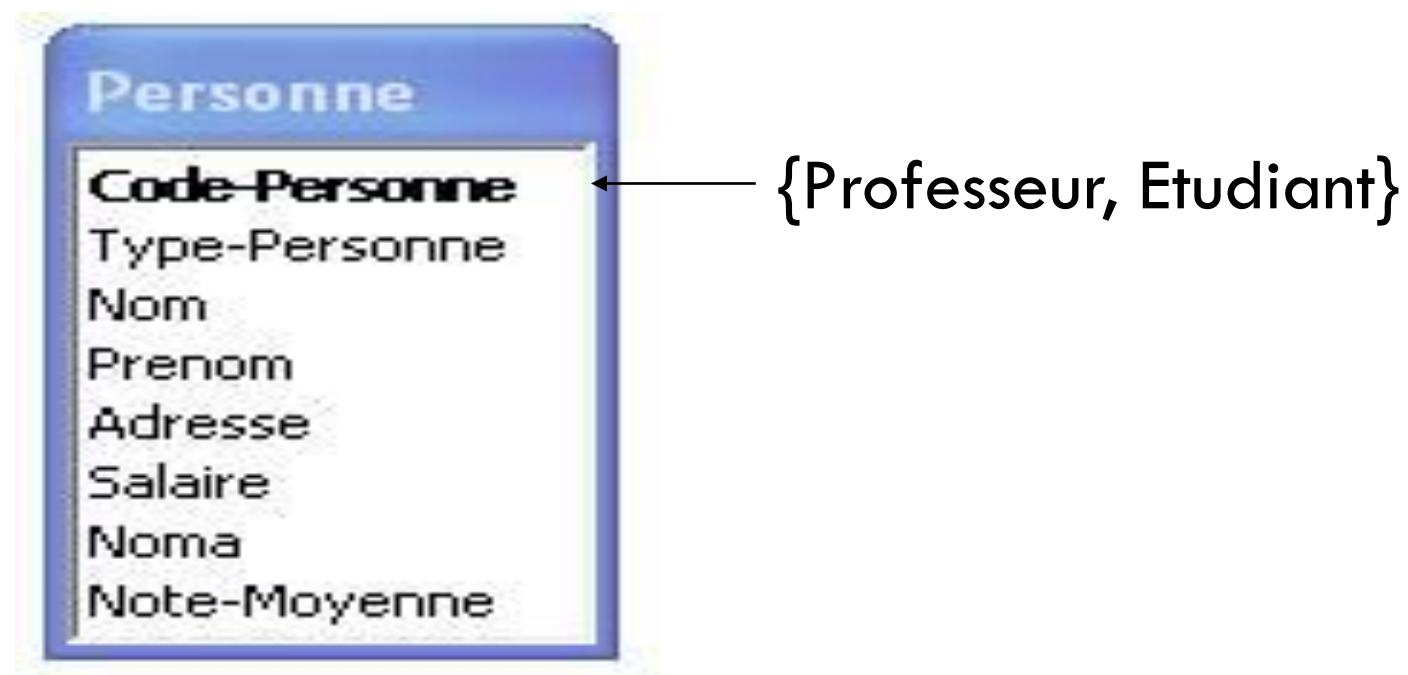 Personne
Code-Personne
{Professeur, Etudiant}
Type-Personne
Nom
Prenom
Adresse
Salaire
Noma
Note-Moyenne